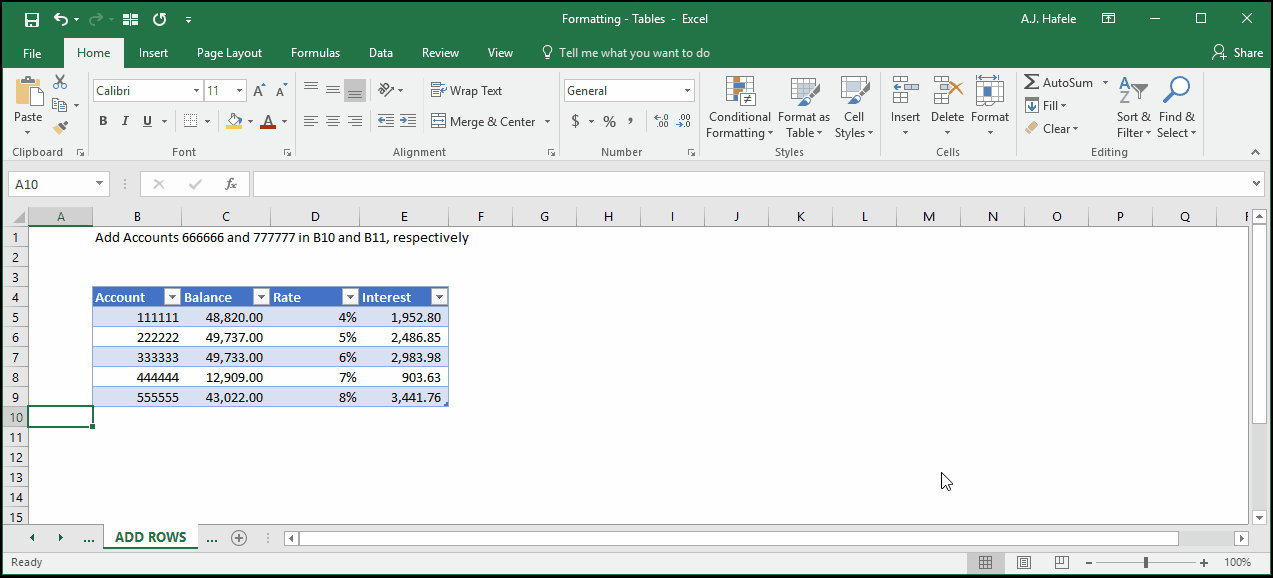 Formatting - Tables - Excel
A.J. Hafele
File Home Insert Page Layout Formulas Data Review View Tell me what you want to do Share
Calibri 11 Wrap Text General AutoSum
Paste Conditional Format as Cell Insert Delete Format Fill Sort & Find &
B I U A Merge & Center $ % , Formatting Table Styles Clear Filter Select
Clipboard Font Alignment Number Styles Cells Editing
A10 fx
A B C D E F G H I J K L M N O P Q
1 Add Accounts 666666 and 777777 in B10 and B11, respectively
2
3
4 Account Balance Rate Interest
5 111111 48,820.00 4% 1,952.80
6 222222 49,737.00 5% 2,486.85
7 333333 49,733.00 6% 2,983.98
8 444444 12,909.00 7% 903.63
9 555555 43,022.00 8% 3,441.76
10
11
12
13
14
15
... ADD ROWS ...
Ready 100%